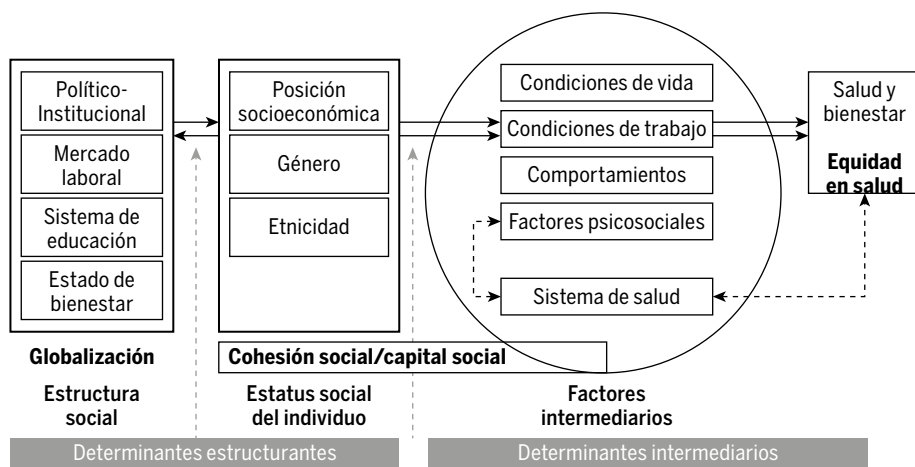 Político-
Institucional
Mercado
laboral
Sistema de
educación
Estado de
bienestar
Globalización
Estructura
social
Posición
socioeconómica
Género
Etnicidad
Cohesión social/capital social
Estatus social
del individuo
Condiciones de vida
Condiciones de trabajo
Comportamientos
Factores psicosociales
Sistema de salud
Factores
intermediarios
Salud y
bienestar
Equidad
en salud
Determinantes estructurantes
Determinantes intermediarios